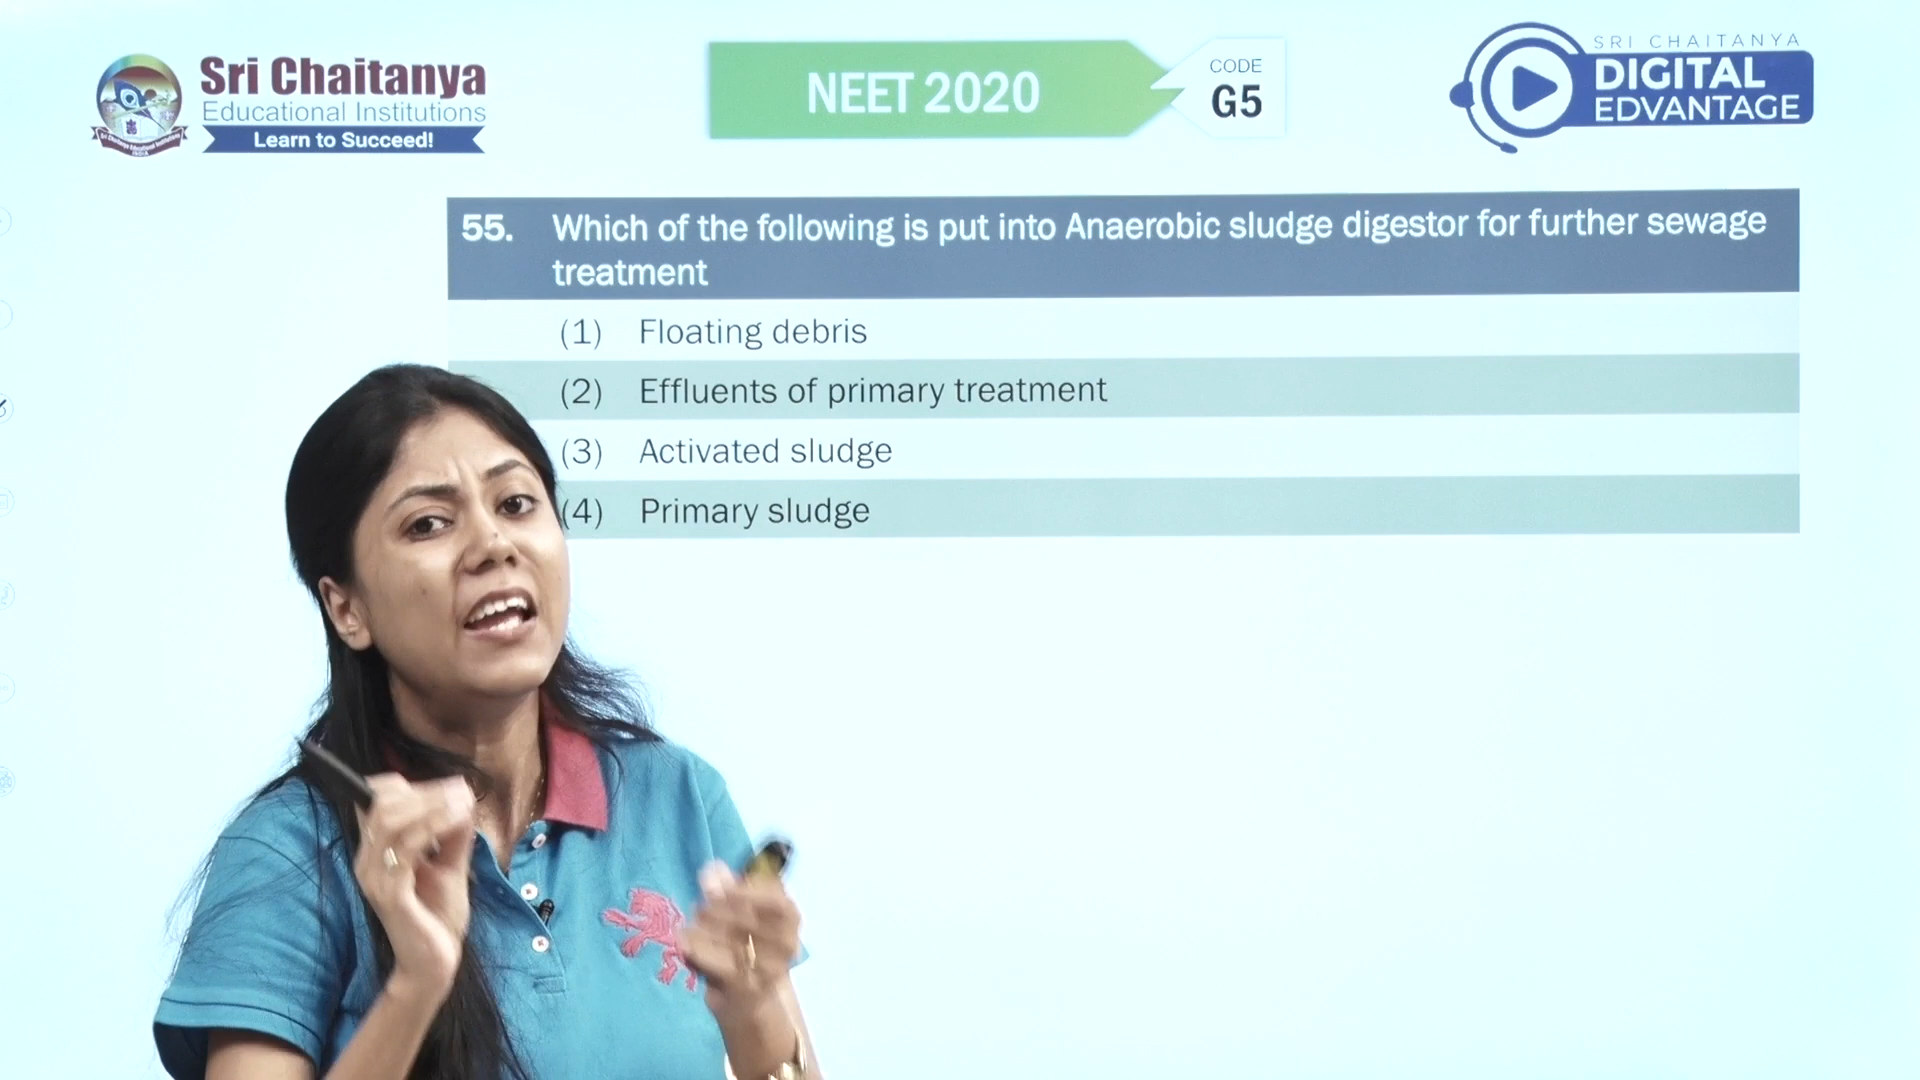 Sri Chaitanya
Educational Institutions
Learn to Succeed!
NEET 2020
CODE
G5
SRI CHAITANYA
DIGITAL
EDVANTAGE
55. Which of the following is put into Anaerobic sludge digestor for further sewage
treatment
(1) Floating debris
(2) Effluents of primary treatment
(3) Activated sludge
(4) Primary sludge